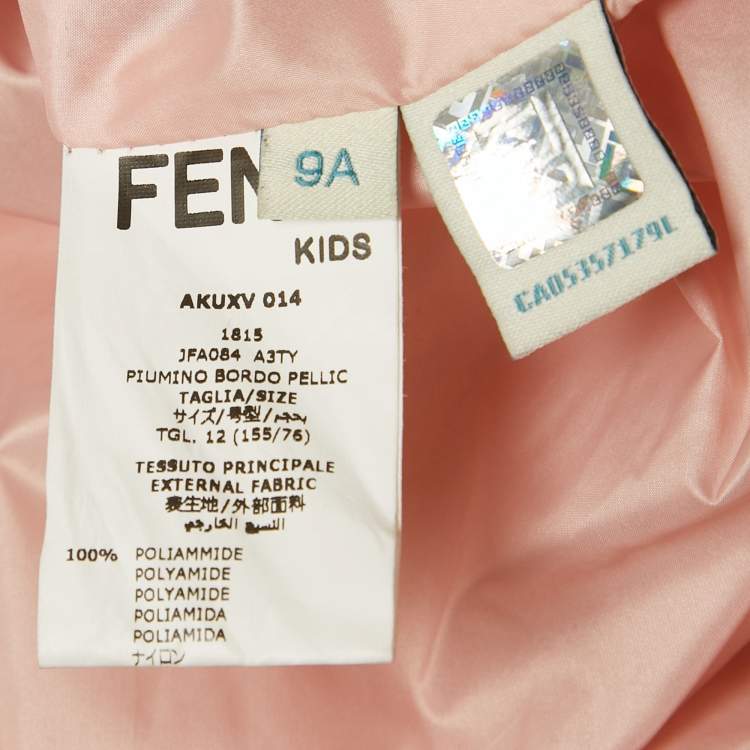 FEN
9A
KIDS
AKUXV 014
1815
JFA084 A3TY
PIUMINO BORDO PELLIC
TAGLIA/SIZE
サイズ/号型/بحجم
TGL. 12 (155/76)
TESSUTO PRINCIPALE
EXTERNAL FABRIC
表生地/外部面料
النسيج الخارجي
100% POLIAMMIDE
POLYAMIDE
POLYAMIDE
POLIAMIDA
POLIAMIDA
ナイロン
CA05357179L